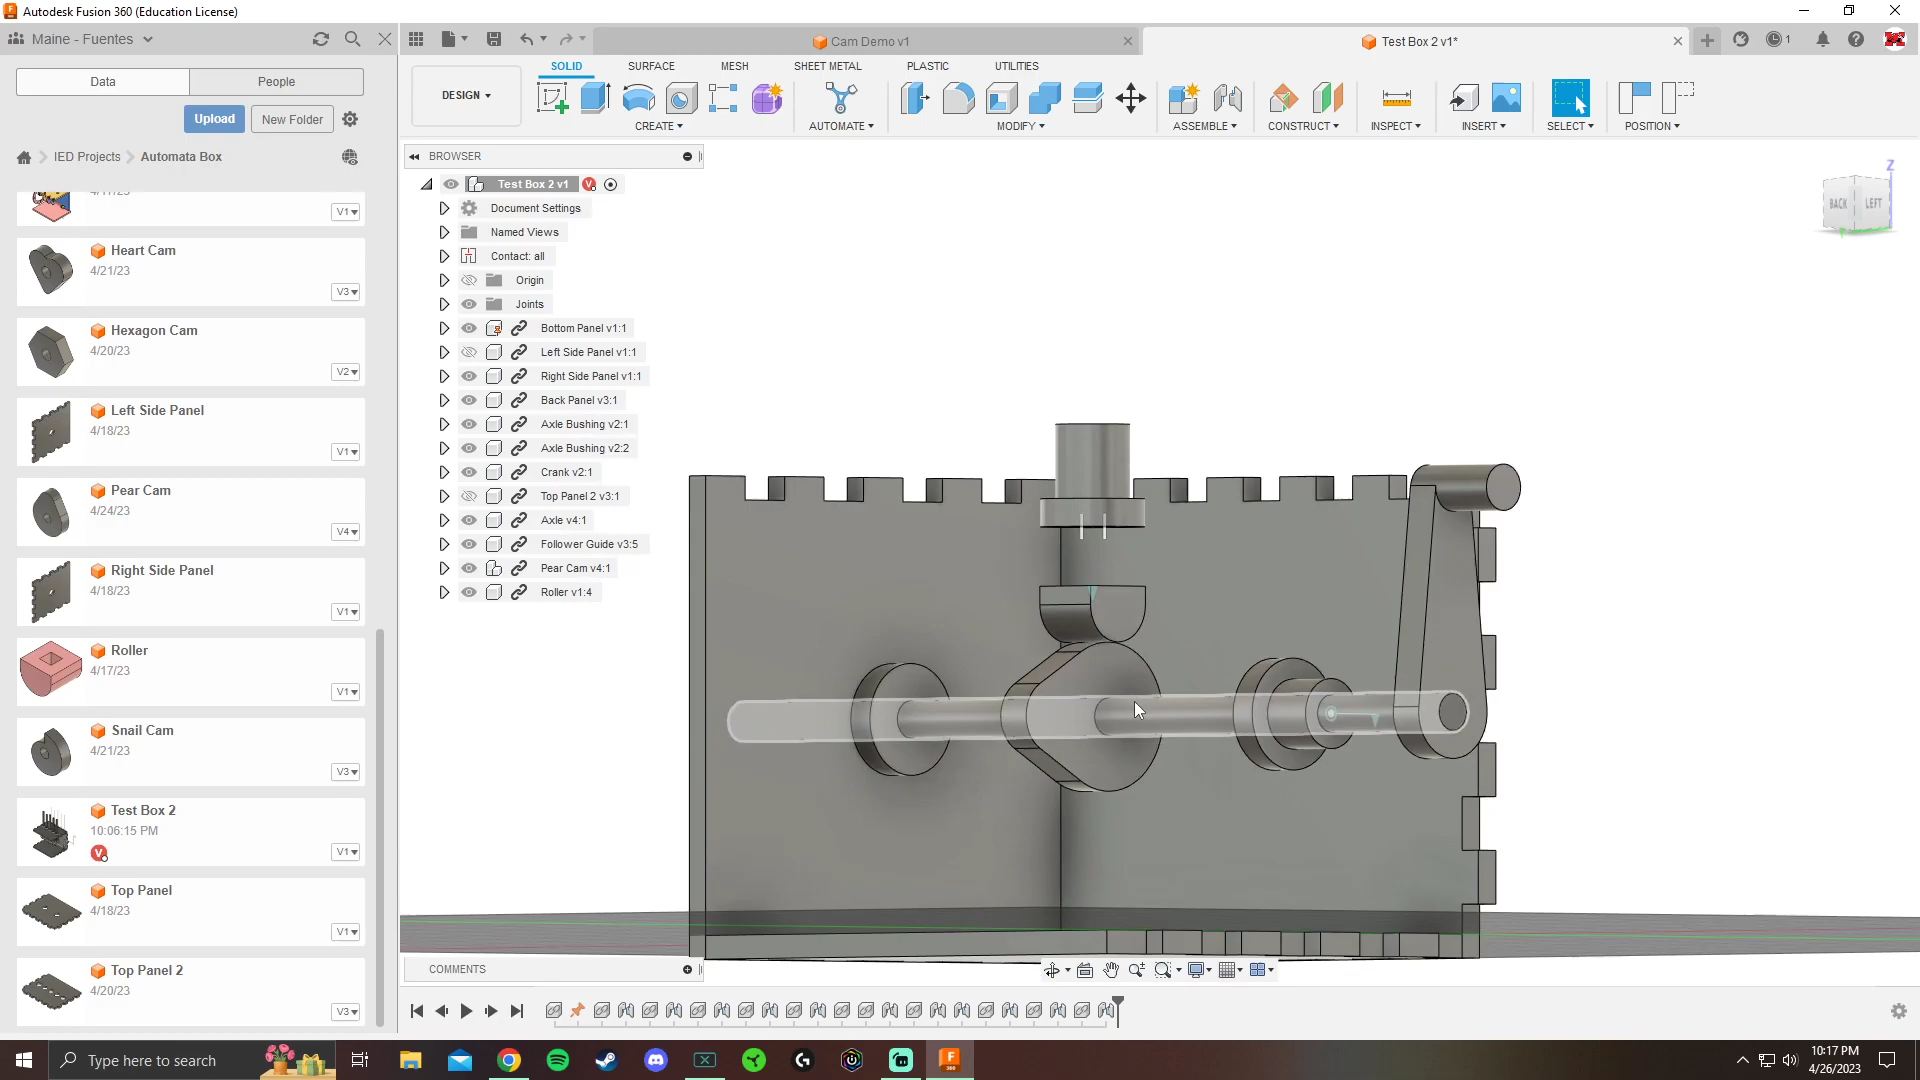 Autodesk Fusion 360 (Education License)
Maine - Fuentes
Cam Demo v1
Test Box 2 v1*
1
Data
People
SOLID
SURFACE
MESH
SHEET METAL
PLASTIC
UTILITIES
DESIGN
CREATE
AUTOMATE
MODIFY
ASSEMBLE
CONSTRUCT
INSPECT
INSERT
SELECT
POSITION
Upload
New Folder
IED Projects
Automata Box
BROWSER
Test Box 2 v1
Document Settings
Named Views
Contact: all
Origin
Joints
Bottom Panel v1:1
Left Side Panel v1:1
Right Side Panel v1:1
Back Panel v3:1
Axle Bushing v2:1
Axle Bushing v2:2
Crank v2:1
Top Panel 2 v3:1
Axle v4:1
Follower Guide v3:5
Pear Cam v4:1
Roller v1:4
Z
BACK
LEFT
V1
Heart Cam
4/21/23
V3
Hexagon Cam
4/20/23
V2
Left Side Panel
4/18/23
V1
Pear Cam
4/24/23
V4
Right Side Panel
4/18/23
V1
Roller
4/17/23
V1
Snail Cam
4/21/23
V3
Test Box 2
10:06:15 PM
V1
Top Panel
4/18/23
V1
Top Panel 2
4/20/23
V3
COMMENTS
Type here to search
10:17 PM
4/26/2023